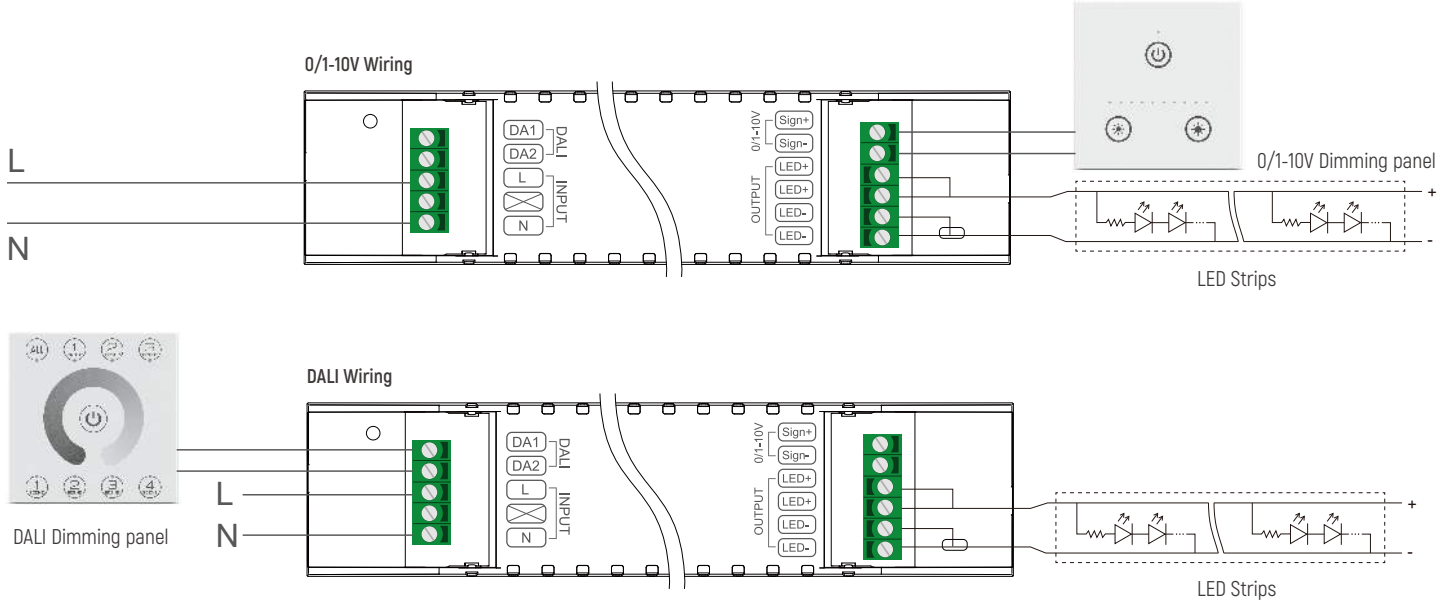 0/1-10V Wiring
L
N
DA1
DA2
DALI
L
N
INPUT
0/1-10V
Sign+
Sign-
OUTPUT
LED+
LED+
LED-
LED-
0/1-10V Dimming panel
+
-
LED Strips
DALI Wiring
ALL
1
2
3
1
2
3
4
DALI Dimming panel
L
N
DA1
DA2
DALI
L
N
INPUT
0/1-10V
Sign+
Sign-
OUTPUT
LED+
LED+
LED-
LED-
+
-
LED Strips